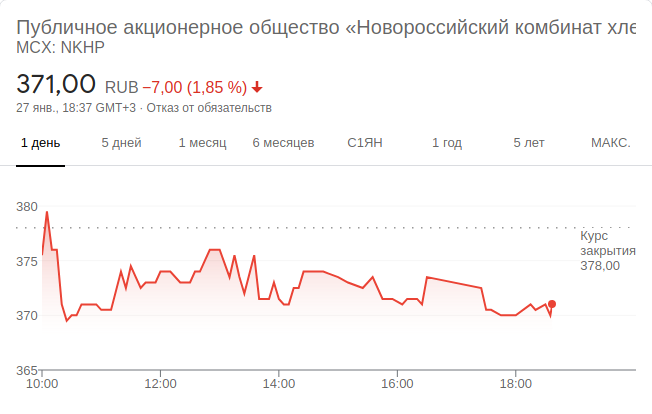 Публичное акционерное общество «Новороссийский комбинат хле
MCX: NKHP
371,00 RUB −7,00 (1,85 %)
27 янв., 18:37 GMT+3 · Отказ от обязательств
1 день 5 дней 1 месяц 6 месяцев С1ЯН 1 год 5 лет МАКС.
380
Курс
закрытия
378,00
375
370
365
10:00 12:00 14:00 16:00 18:00